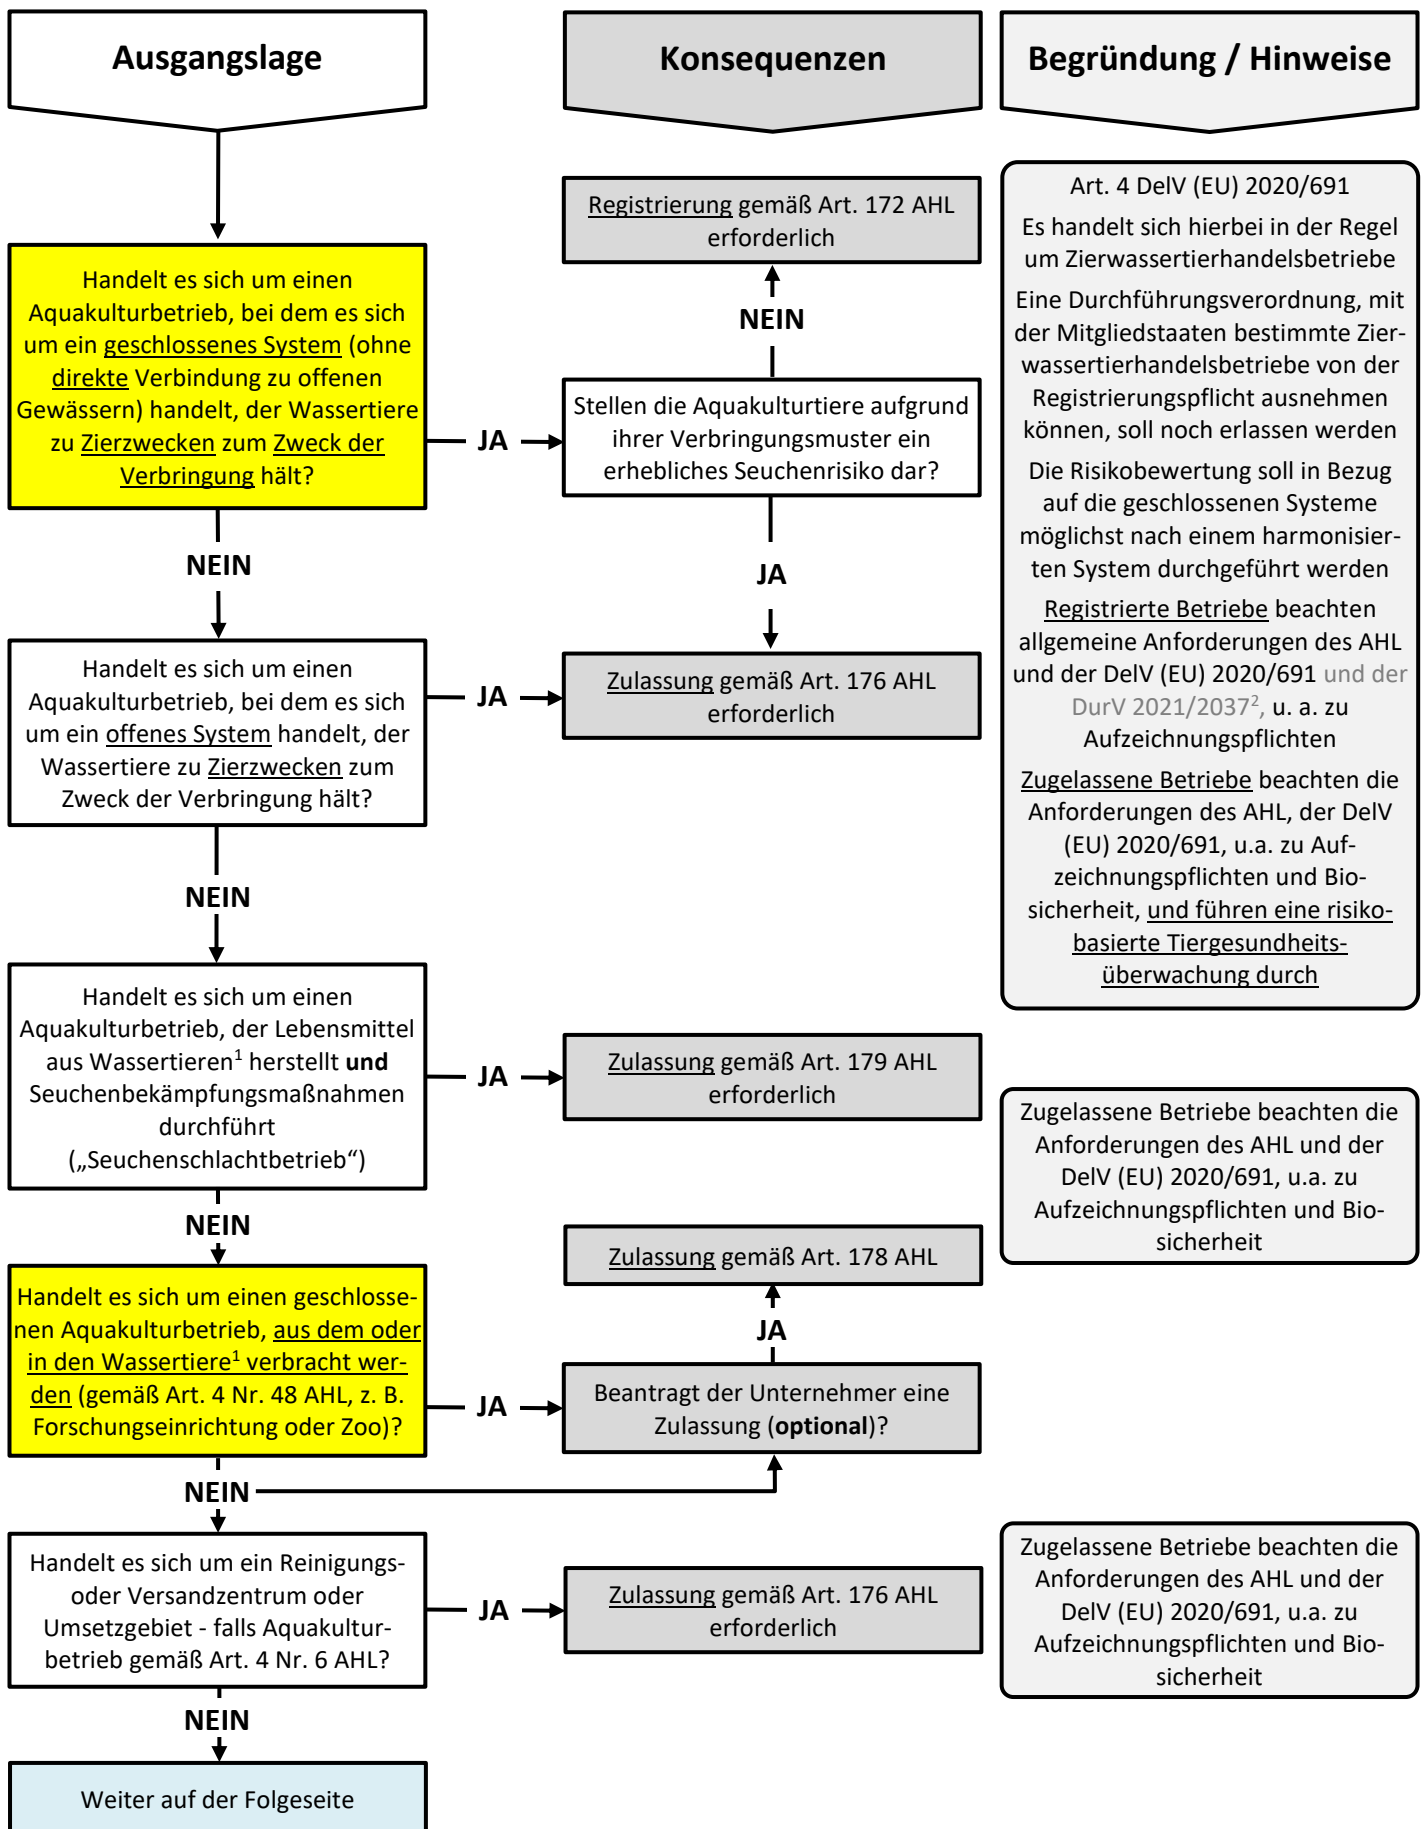 Ausgangslage
Konsequenzen
Begründung / Hinweise
Handelt es sich um einen
Aquakulturbetrieb, bei dem es sich
um ein geschlossenes System (ohne
direkte Verbindung zu offenen
Gewässern) handelt, der Wassertiere
zu Zierzwecken zum Zweck der
Verbringung hält?
JA
Registrierung gemäß Art. 172 AHL
erforderlich
NEIN
Stellen die Aquakulturtiere aufgrund
ihrer Verbringungsmuster ein
erhebliches Seuchenrisiko dar?
JA
Art. 4 DelV (EU) 2020/691
Es handelt sich hierbei in der Regel
um Zierwassertierhandelsbetriebe
Eine Durchführungsverordnung, mit
der Mitgliedstaaten bestimmte Zier-
wassertierhandelsbetriebe von der
Registrierungspflicht ausnehmen
können, soll noch erlassen werden
Die Risikobewertung soll in Bezug
auf die geschlossenen Systeme
möglichst nach einem harmonisier-
ten System durchgeführt werden
Registrierte Betriebe beachten
allgemeine Anforderungen des AHL
und der DelV (EU) 2020/691 und der
DurV 2021/2037², u. a. zu
Aufzeichnungspflichten
Zugelassene Betriebe beachten die
Anforderungen des AHL, der DelV
(EU) 2020/691, u.a. zu Auf-
zeichnungspflichten und Bio-
sicherheit, und führen eine risiko-
basierte Tiergesundheits-
überwachung durch
NEIN
Handelt es sich um einen
Aquakulturbetrieb, bei dem es sich
um ein offenes System handelt, der
Wassertiere zu Zierzwecken zum
Zweck der Verbringung hält?
JA
Zulassung gemäß Art. 176 AHL
erforderlich
NEIN
Handelt es sich um einen
Aquakulturbetrieb, der Lebensmittel
aus Wassertieren¹ herstellt und
Seuchenbekämpfungsmaßnahmen
durchführt
(„Seuchenschlachtbetrieb“)
JA
Zulassung gemäß Art. 179 AHL
erforderlich
Zugelassene Betriebe beachten die
Anforderungen des AHL und der
DelV (EU) 2020/691, u.a. zu
Aufzeichnungspflichten und Bio-
sicherheit
NEIN
Handelt es sich um einen geschlosse-
nen Aquakulturbetrieb, aus dem oder
in den Wassertiere¹ verbracht wer-
den (gemäß Art. 4 Nr. 48 AHL, z. B.
Forschungseinrichtung oder Zoo)?
JA
Zulassung gemäß Art. 178 AHL
JA
Beantragt der Unternehmer eine
Zulassung (optional)?
NEIN
Handelt es sich um ein Reinigungs-
oder Versandzentrum oder
Umsetzgebiet - falls Aquakultur-
betrieb gemäß Art. 4 Nr. 6 AHL?
JA
Zulassung gemäß Art. 176 AHL
erforderlich
Zugelassene Betriebe beachten die
Anforderungen des AHL und der
DelV (EU) 2020/691, u.a. zu
Aufzeichnungspflichten und Bio-
sicherheit
NEIN
Weiter auf der Folgeseite